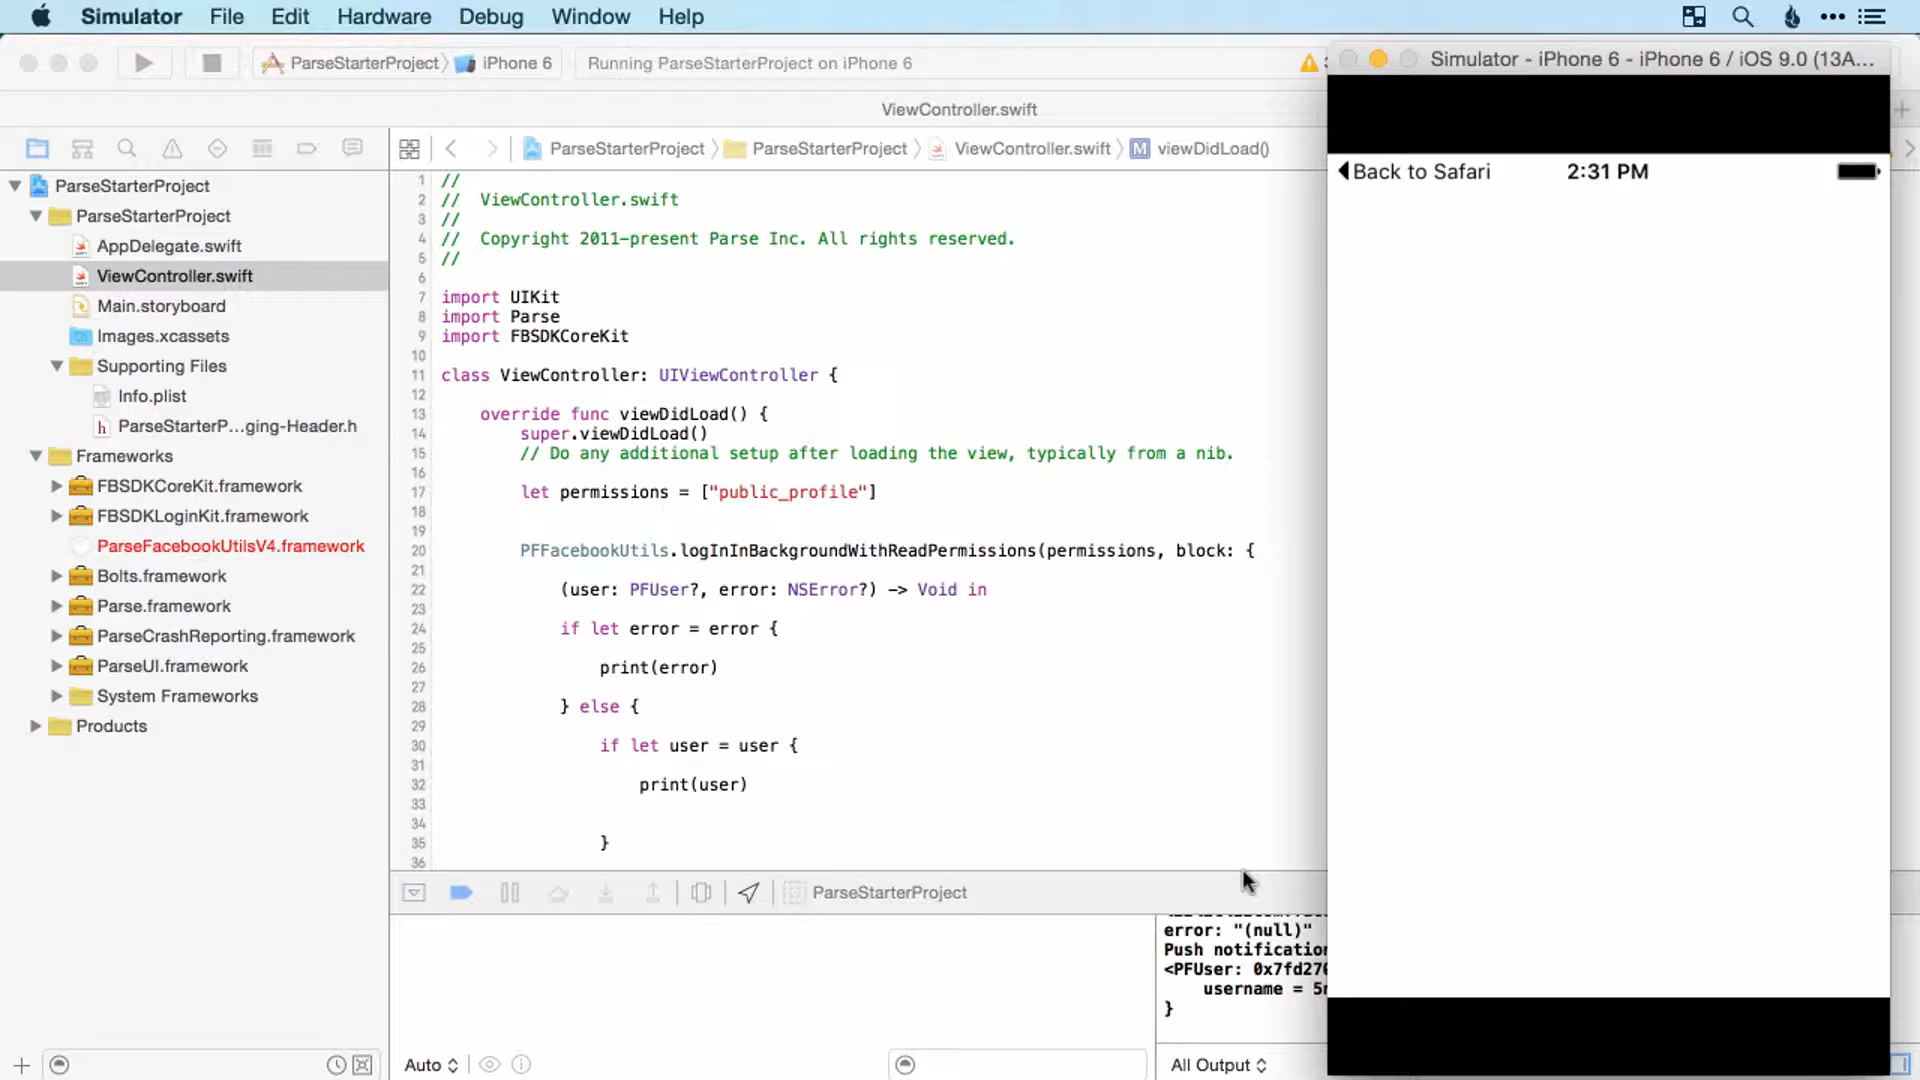 Simulator File Edit Hardware Debug Window Help
ParseStarterProject iPhone 6 Running ParseStarterProject on iPhone 6
Simulator - iPhone 6 - iPhone 6 / iOS 9.0 (13A...
ViewController.swift
ParseStarterProject ParseStarterProject ViewController.swift M viewDidLoad()
Back to Safari 2:31 PM
ParseStarterProject
ParseStarterProject
AppDelegate.swift
ViewController.swift
Main.storyboard
Images.xcassets
Supporting Files
Info.plist
h ParseStarterP...ging-Header.h
Frameworks
FBSDKCoreKit.framework
FBSDKLoginKit.framework
ParseFacebookUtilsV4.framework
Bolts.framework
Parse.framework
ParseCrashReporting.framework
ParseUI.framework
System Frameworks
Products
1 //
2 // ViewController.swift
3 //
4 // Copyright 2011-present Parse Inc. All rights reserved.
5 //
6
7 import UIKit
8 import Parse
9 import FBSDKCoreKit
10
11 class ViewController: UIViewController {
12
13 override func viewDidLoad() {
14 super.viewDidLoad()
15 // Do any additional setup after loading the view, typically from a nib.
16
17 let permissions = ["public_profile"]
18
19
20 PFFacebookUtils.logInInBackgroundWithReadPermissions(permissions, block: {
21
22 (user: PFUser?, error: NSError?) -> Void in
23
24 if let error = error {
25
26 print(error)
27
28 } else {
29
30 if let user = user {
31
32 print(user)
33
34
35 }
36
ParseStarterProject
error: "(null)"
Push notification
<PFUser: 0x7fd270
username = 5
}
Auto
All Output